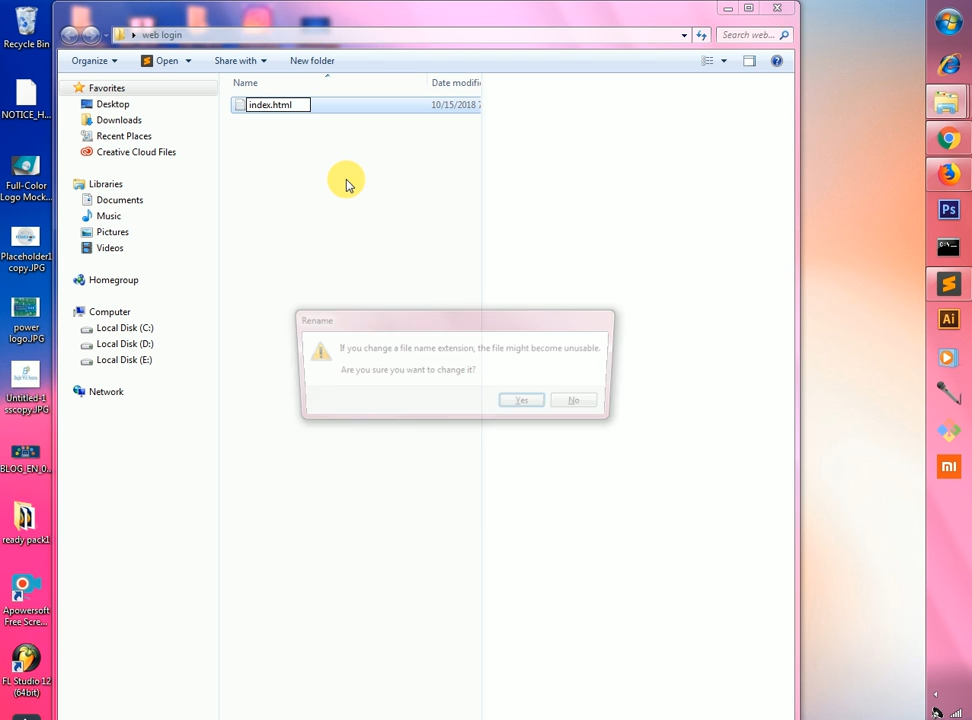 Recycle Bin
NOTICE_H...
Full-Color
Logo Mock...
Placeholder1
copy.JPG
power
logo.JPG
Untitled-1
sscopy.JPG
BLOG_EN_0...
ready pack1
Apowersoft
Free Scre...
FL Studio 12
(64bit)
web login
Search web...
Organize
Open
Share with
New folder
Favorites
Desktop
Downloads
Recent Places
Creative Cloud Files
Libraries
Documents
Music
Pictures
Videos
Homegroup
Computer
Local Disk (C:)
Local Disk (D:)
Local Disk (E:)
Network
Name
Date modifi
index.html
10/15/2018 7
Rename
If you change a file name extension, the file might become unusable.
Are you sure you want to change it?
Yes
No
Ps
C:\_
Ai
mi